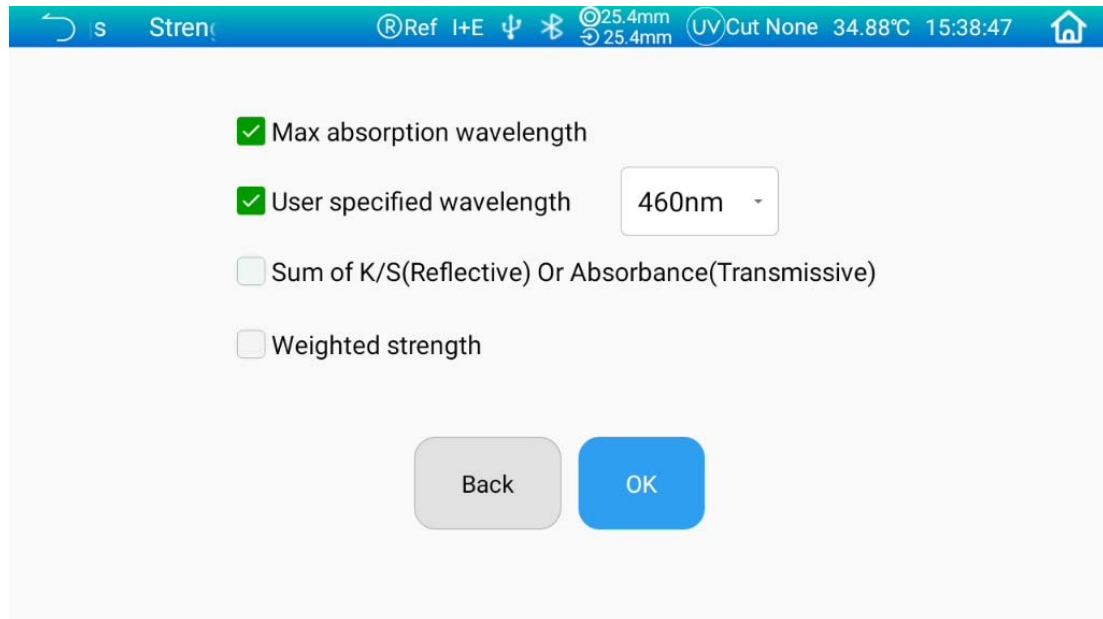 s Streng ®Ref I+E 25.4mm UV Cut None 34.88℃ 15:38:47
25.4mm
Max absorption wavelength
User specified wavelength 460nm
Sum of K/S(Reflective) Or Absorbance(Transmissive)
Weighted strength
Back OK